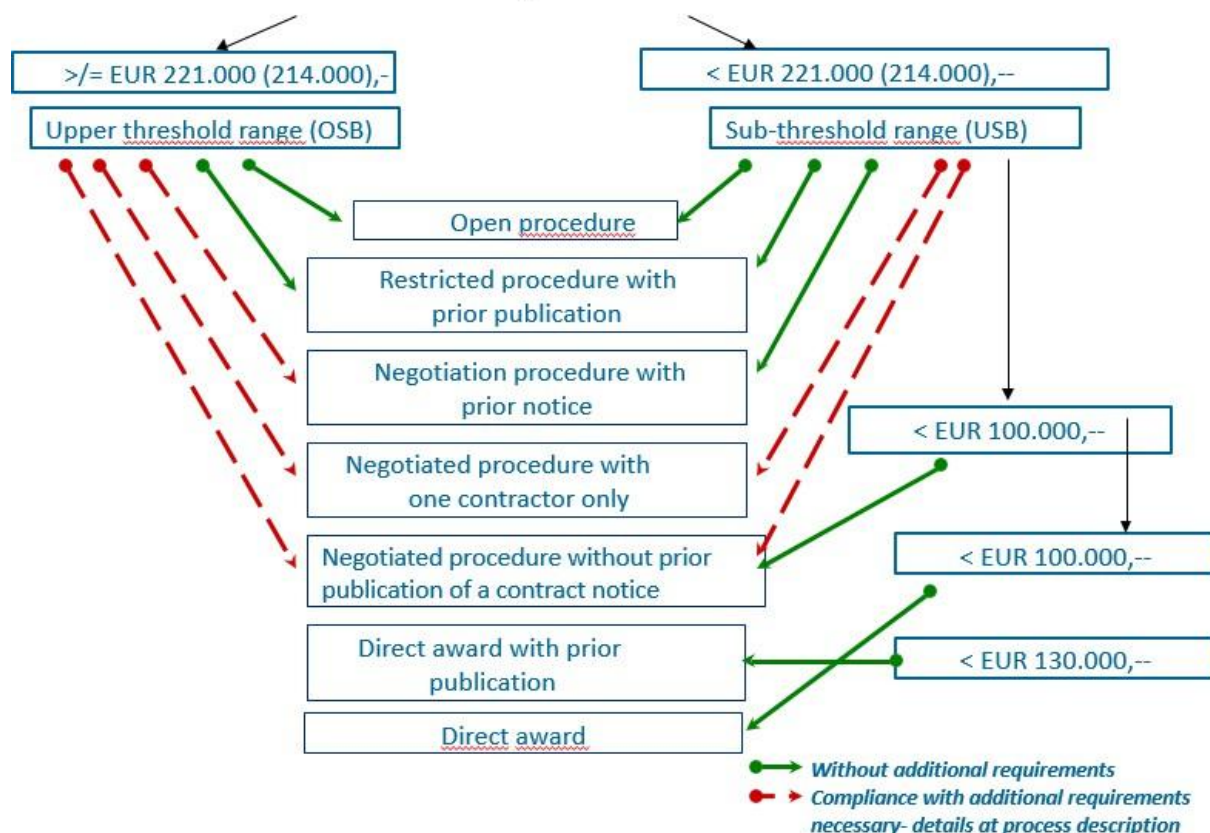 >/= EUR 221.000 (214.000),-
< EUR 221.000 (214.000),--
Upper threshold range (OSB)
Sub-threshold range (USB)
Open procedure
Restricted procedure with
prior publication
Negotiation procedure with
prior notice
< EUR 100.000,--
Negotiated procedure with
one contractor only
Negotiated procedure without prior
publication of a contract notice
< EUR 100.000,--
Direct award with prior
publication
< EUR 130.000,--
Direct award
Without additional requirements
Compliance with additional requirements
necessary- details at process description